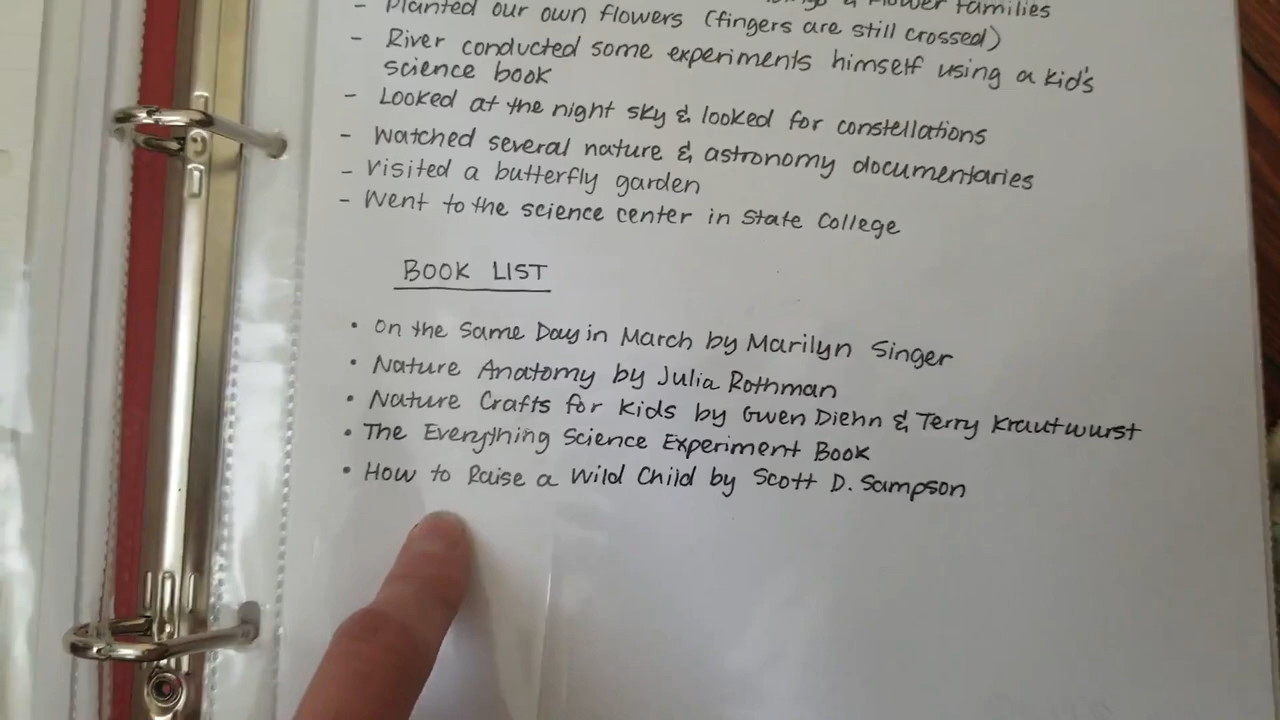 & Flower Families
- Planted our own flowers (fingers are still crossed)
- River conducted some experiments himself using a kid's
science book
- Looked at the night sky & looked for constellations
- Watched several nature & astronomy documentaries
- Visited a butterfly garden
- Went to the science center in State College
BOOK LIST
• On the Same Day in March by Marilyn Singer
• Nature Anatomy by Julia Rothman
• Nature Crafts for Kids by Gwen Diehn & Terry Krautwurst
• The Everything Science Experiment Book
• How to Raise a Wild Child by Scott D. Sampson